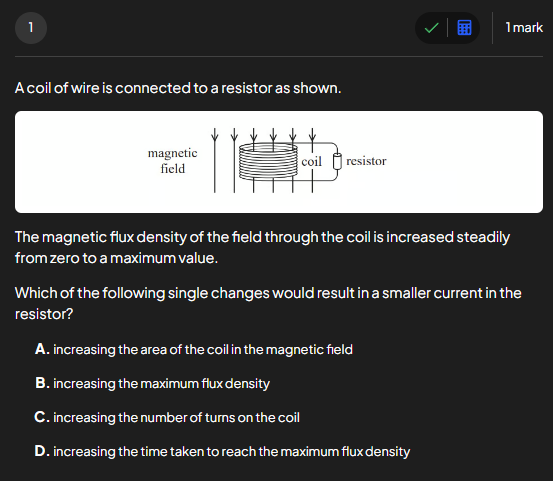 1
1 mark
A coil of wire is connected to a resistor as shown.
magnetic
field
coil
resistor
The magnetic flux density of the field through the coil is increased steadily
from zero to a maximum value.
Which of the following single changes would result in a smaller current in the
resistor?
A. increasing the area of the coil in the magnetic field
B. increasing the maximum flux density
C. increasing the number of turns on the coil
D. increasing the time taken to reach the maximum flux density